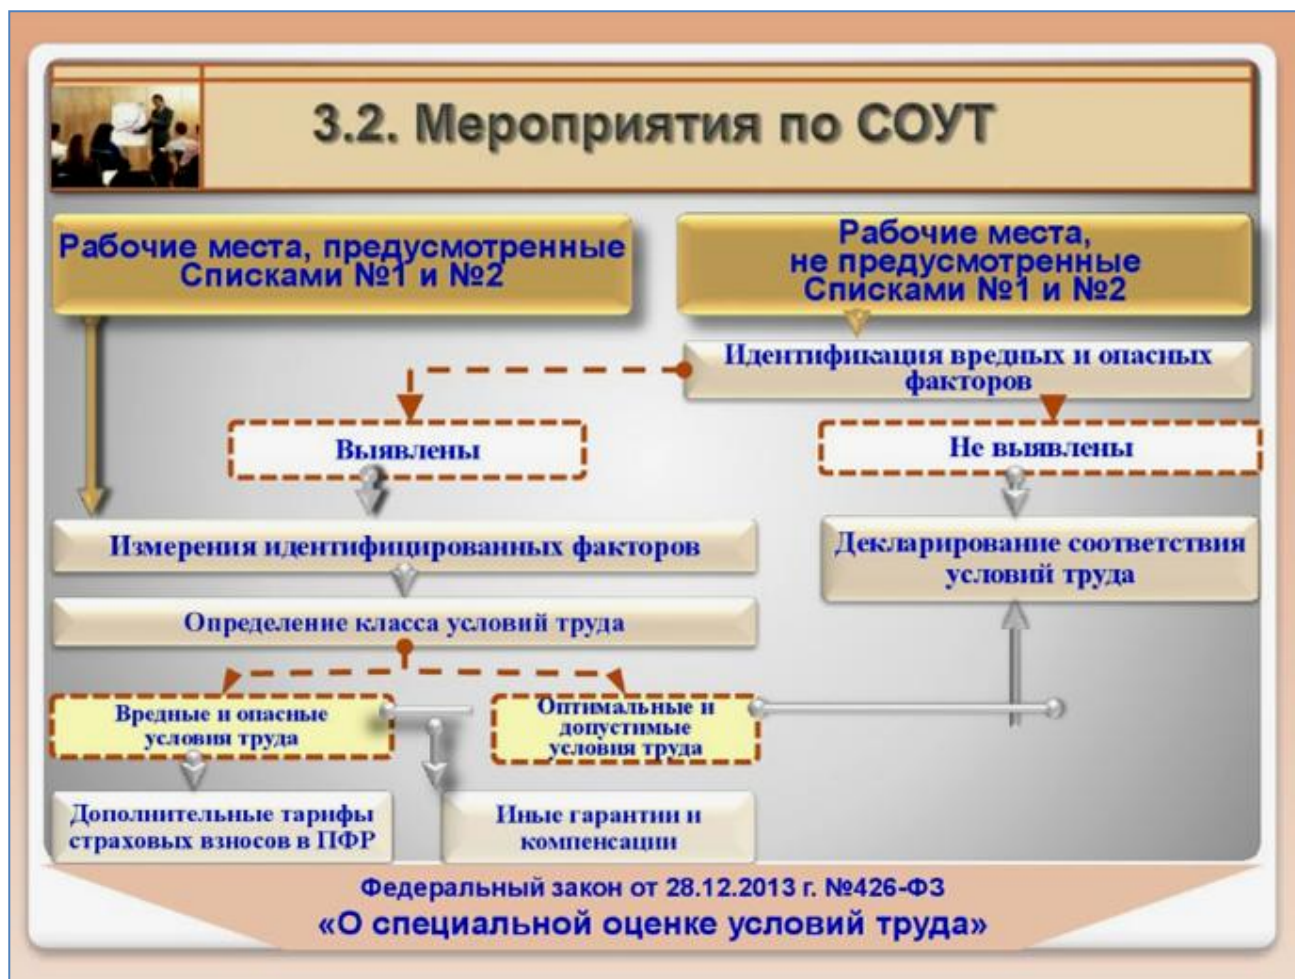 3.2. Мероприятия по СОУТ
Рабочие места, предусмотренные
Списками №1 и №2
Рабочие места,
не предусмотренные
Списками №1 и №2
Идентификация вредных и опасных
факторов
Выявлены
Не выявлены
Измерения идентифицированных факторов
Декларирование соответствия
условий труда
Определение класса условий труда
Вредные и опасные
условия труда
Оптимальные и
допустимые
условия труда
Дополнительные тарифы
страховых взносов в ПФР
Иные гарантии и
компенсации
Федеральный закон от 28.12.2013 г. №426-ФЗ
«О специальной оценке условий труда»